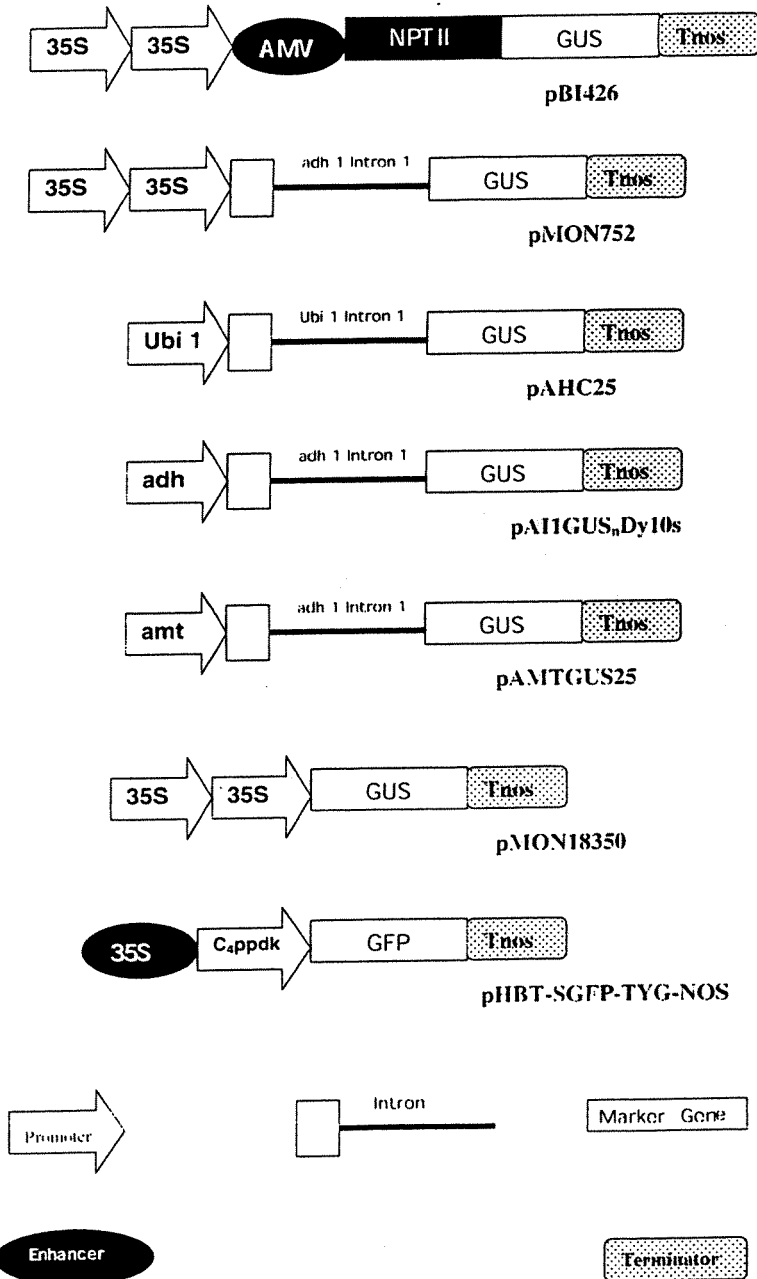 35S 35S AMV NPT II GUS Tnos
pBI426
35S 35S adh 1 Intron 1 GUS Tnos
pMON752
Ubi 1 Ubi 1 Intron 1 GUS Tnos
pAHC25
adh adh 1 Intron 1 GUS Tnos
pAI1GUSₙDy10s
amt adh 1 Intron 1 GUS Tnos
pAMTGUS25
35S 35S GUS Tnos
pMON18350
35S C₄ppdk GFP Tnos
pHBT-SGFP-TYG-NOS
Promoter Intron Marker Gene
Enhancer Terminator